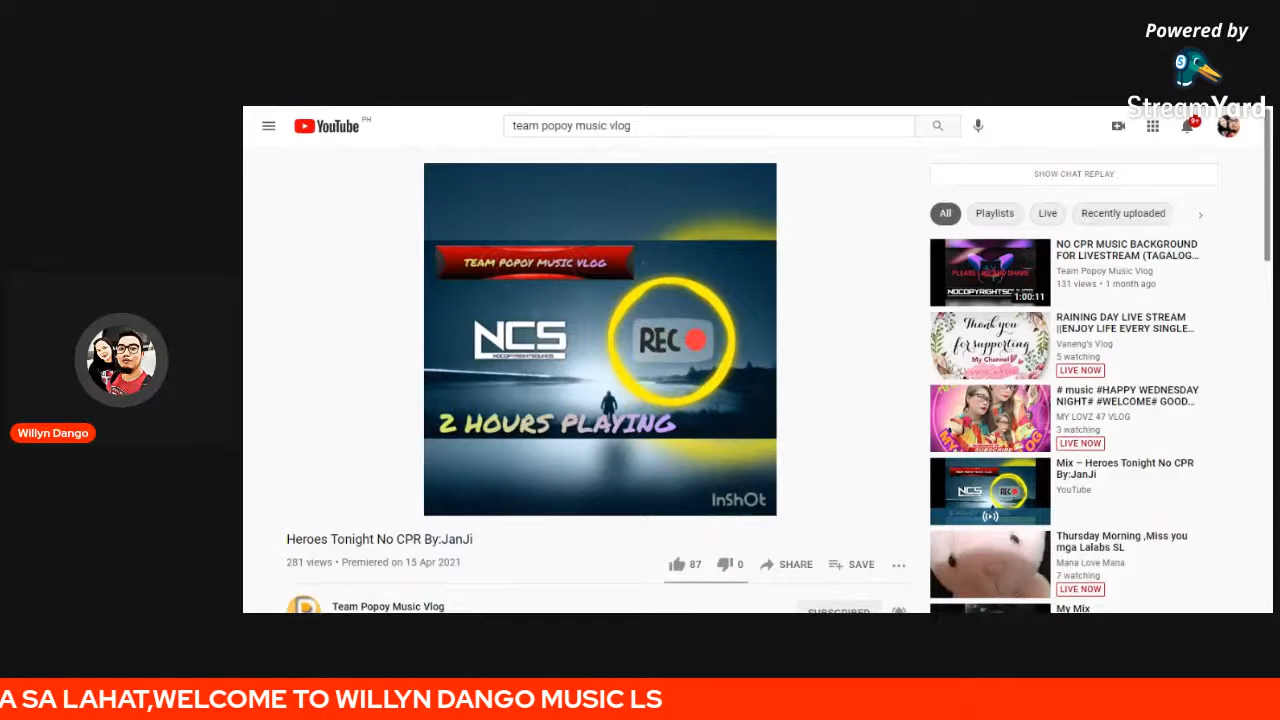 Powered by
StreamYard
YouTube PH
team popoy music vlog
9+
SHOW CHAT REPLAY
All
Playlists
Live
Recently uploaded
TEAM POPOY MUSIC VLOG
NCS
NOCOPYRIGHTSOUNDS
REC
2 HOURS PLAYING
InShOt
Heroes Tonight No CPR By:JanJi
281 views • Premiered on 15 Apr 2021
87
0
SHARE
SAVE
Team Popoy Music Vlog
SUBSCRIBED
PLEASE LIKE AND SHARE
1:00:11
NO CPR MUSIC BACKGROUND
FOR LIVESTREAM (TAGALOG...
Team Popoy Music Vlog
131 views • 1 month ago
Thank you
for supporting
My Channel
RAINING DAY LIVE STREAM
||ENJOY LIFE EVERY SINGLE...
Vaneng's Vlog
5 watching
LIVE NOW
# music #HAPPY WEDNESDAY
NIGHT# #WELCOME# GOOD...
MY LOVZ 47 VLOG
3 watching
LIVE NOW
NCS
REC
Mix – Heroes Tonight No CPR
By:JanJi
YouTube
Thursday Morning ,Miss you
mga Lalabs SL
Mana Love Mana
7 watching
LIVE NOW
My Mix
Willyn Dango
A SA LAHAT,WELCOME TO WILLYN DANGO MUSIC LS